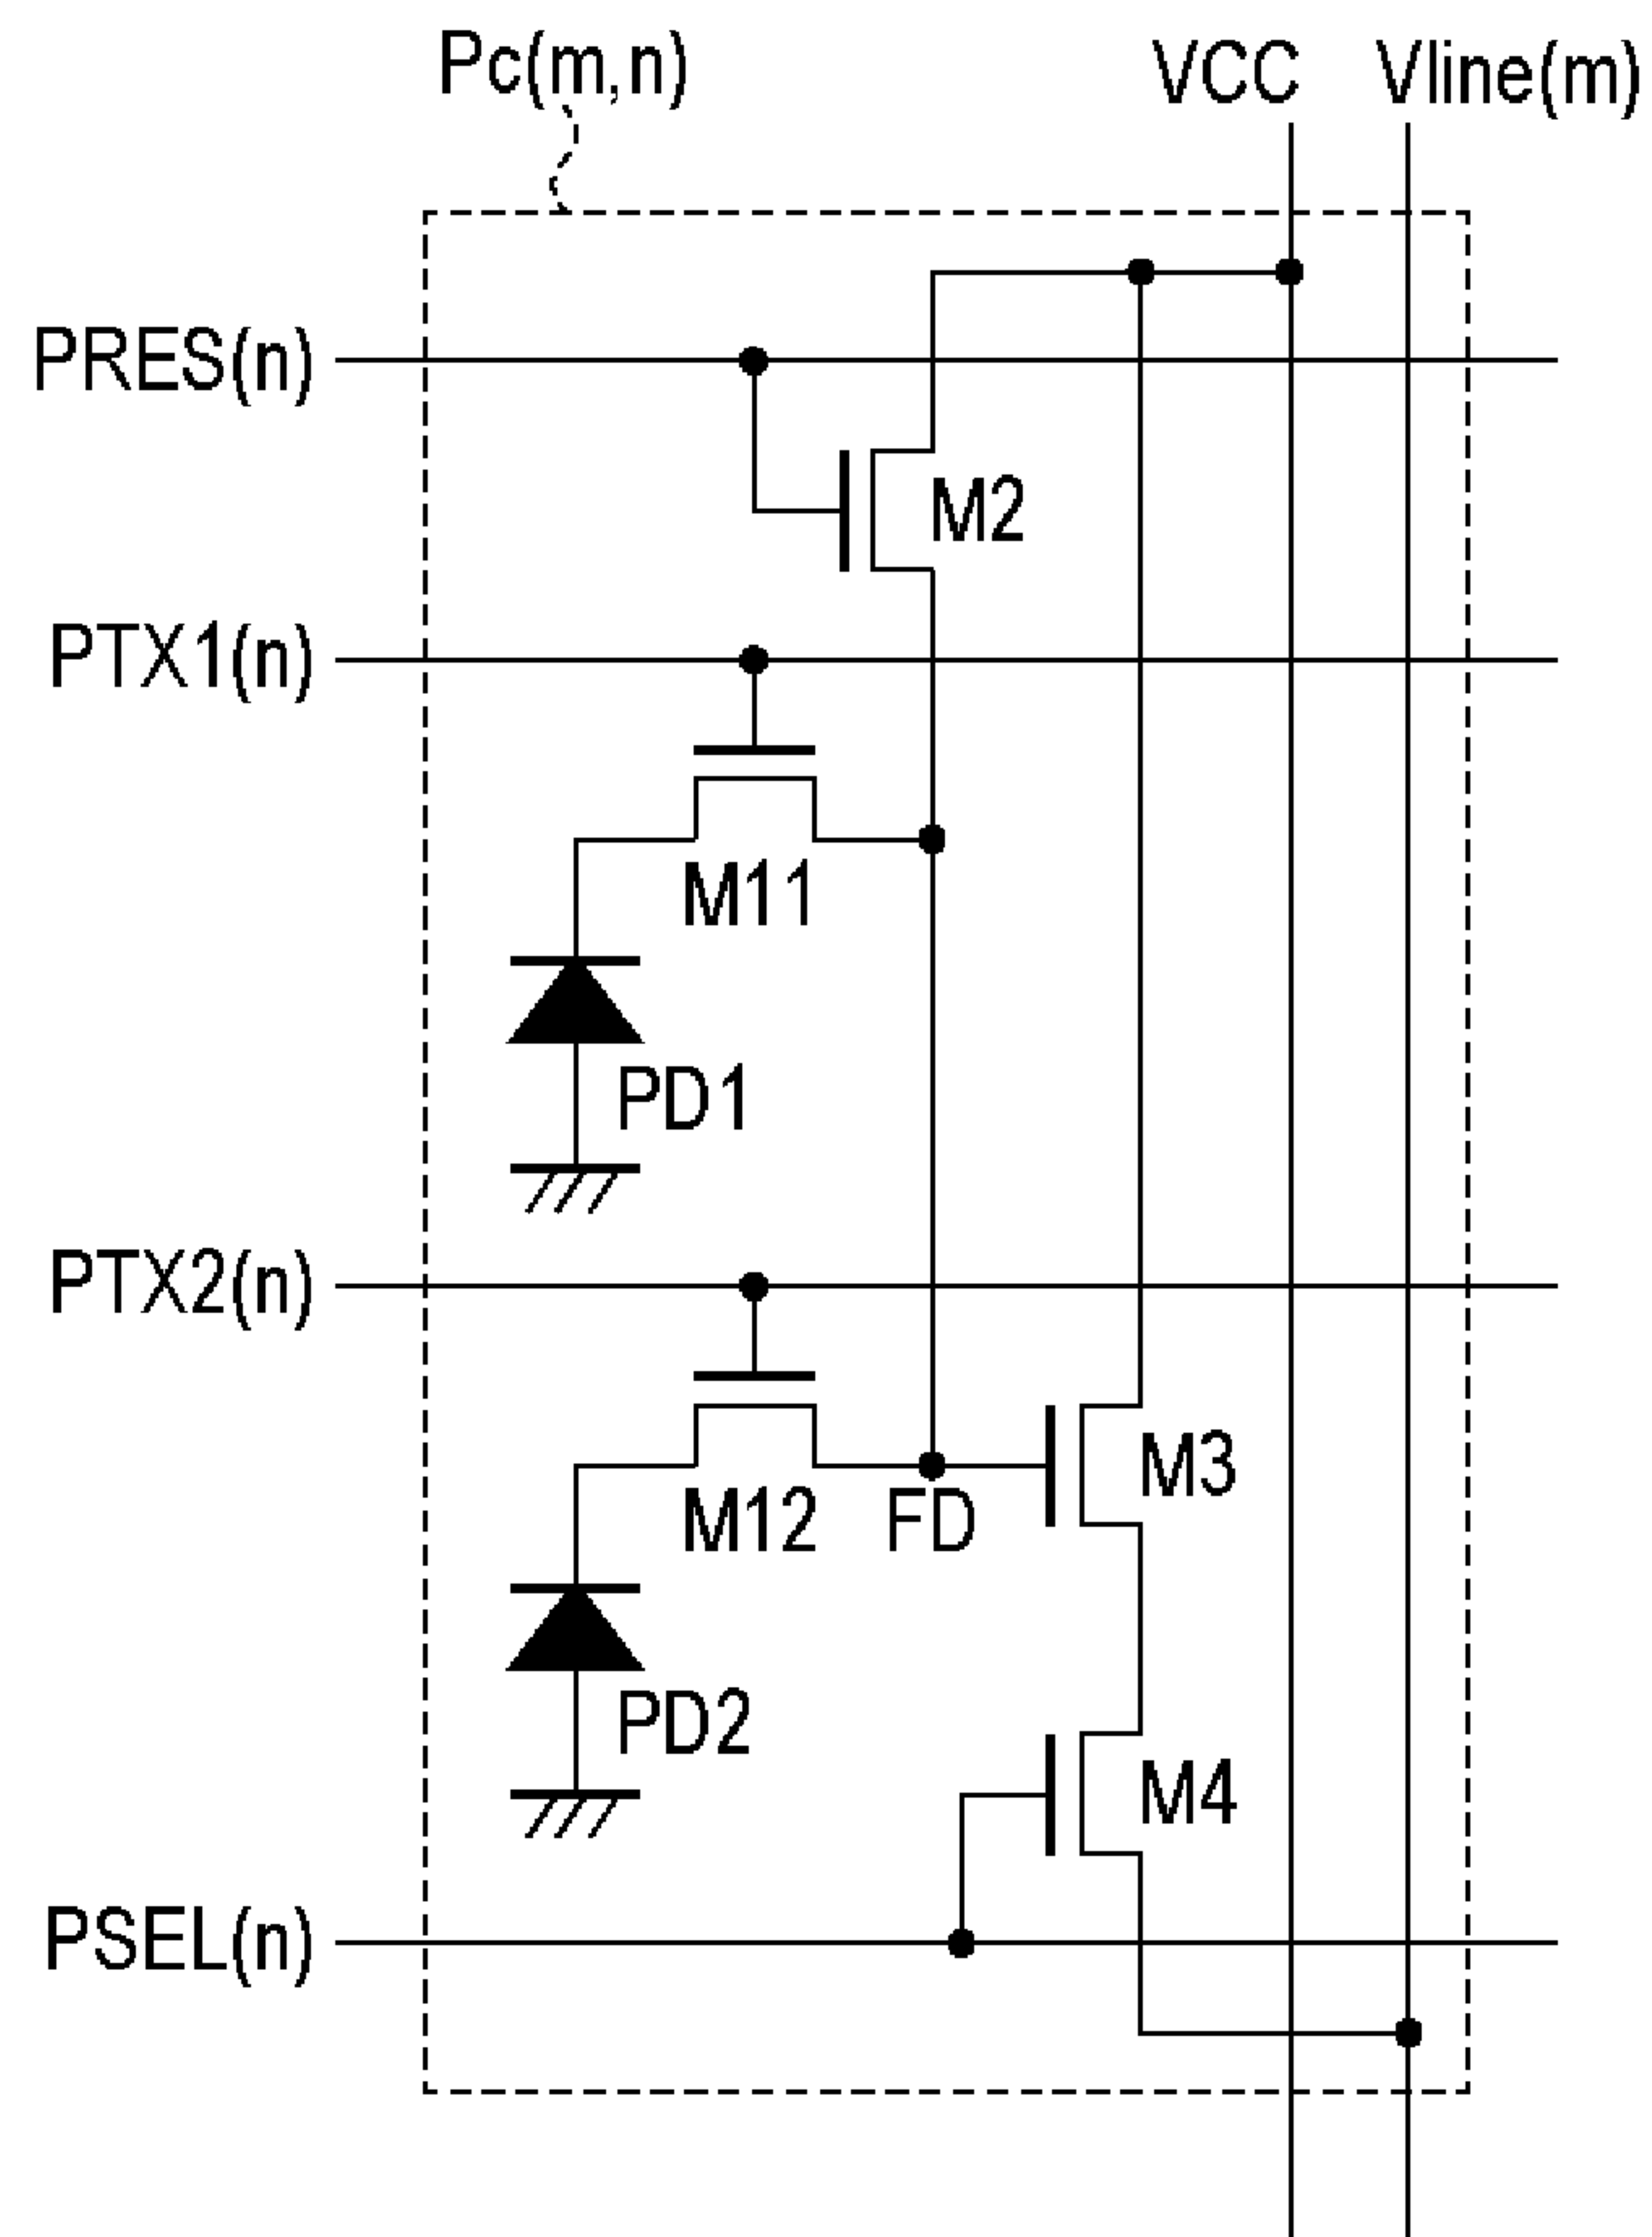 Pc(m,n)
VCC
Vline(m)
PRES(n)
M2
PTX1(n)
M11
PD1
PTX2(n)
M3
M12
FD
PD2
M4
PSEL(n)